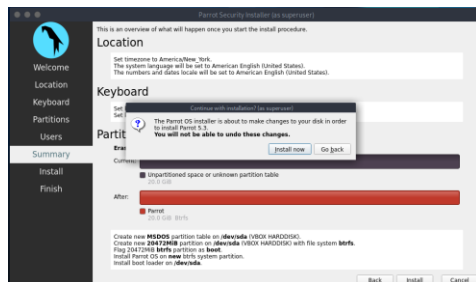 Parrot Security Installer (as superuser)
This is an overview of what will happen once you start the install procedure.
Location
Set timezone to America/New_York.
The system language will be set to American English (United States).
The numbers and dates locale will be set to American English (United States).
Keyboard
Set
Set
Continue with installation? (as superuser)
The Parrot OS installer is about to make changes to your disk in order
to install Parrot 5.3.
You will not be able to undo these changes.
Install now
Go back
Partit
Eras
Current:
Unpartitioned space or unknown partition table
20.0 GiB
After:
Parrot
20.0 GiB Btrfs
Create new MSDOS partition table on /dev/sda (VBOX HARDDISK).
Create new 20472MiB partition on /dev/sda (VBOX HARDDISK) with file system btrfs.
Flag 20472MiB btrfs partition as boot.
Install Parrot OS on new btrfs system partition.
Install boot loader on /dev/sda.
Welcome
Location
Keyboard
Partitions
Users
Summary
Install
Finish
Back
Install
Cancel